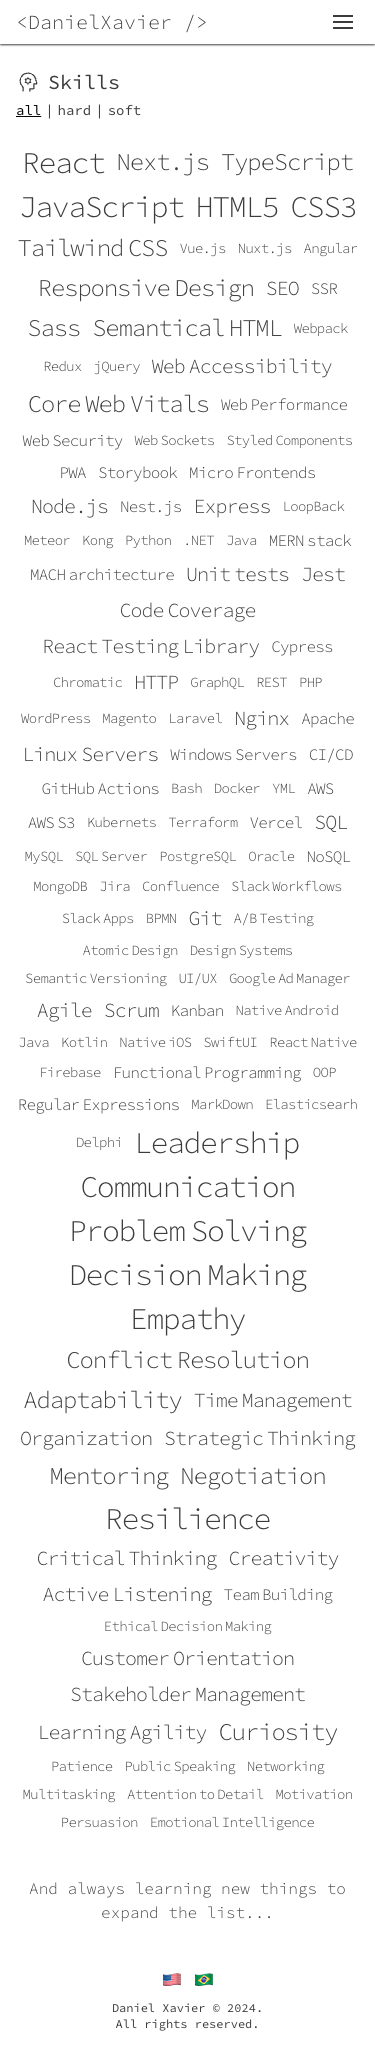 <DanielXavier />
Skills
all | hard | soft
React Next.js TypeScript
JavaScript HTML5 CSS3
Tailwind CSS Vue.js Nuxt.js Angular
Responsive Design SEO SSR
Sass Semantical HTML Webpack
Redux jQuery Web Accessibility
Core Web Vitals Web Performance
Web Security Web Sockets Styled Components
PWA Storybook Micro Frontends
Node.js Nest.js Express LoopBack
Meteor Kong Python .NET Java MERN stack
MACH architecture Unit tests Jest
Code Coverage
React Testing Library Cypress
Chromatic HTTP GraphQL REST PHP
WordPress Magento Laravel Nginx Apache
Linux Servers Windows Servers CI/CD
GitHub Actions Bash Docker YML AWS
AWS S3 Kubernets Terraform Vercel SQL
MySQL SQL Server PostgreSQL Oracle NoSQL
MongoDB Jira Confluence Slack Workflows
Slack Apps BPMN Git A/B Testing
Atomic Design Design Systems
Semantic Versioning UI/UX Google Ad Manager
Agile Scrum Kanban Native Android
Java Kotlin Native iOS SwiftUI React Native
Firebase Functional Programming OOP
Regular Expressions MarkDown Elasticsearh
Delphi Leadership
Communication
Problem Solving
Decision Making
Empathy
Conflict Resolution
Adaptability Time Management
Organization Strategic Thinking
Mentoring Negotiation
Resilience
Critical Thinking Creativity
Active Listening Team Building
Ethical Decision Making
Customer Orientation
Stakeholder Management
Learning Agility Curiosity
Patience Public Speaking Networking
Multitasking Attention to Detail Motivation
Persuasion Emotional Intelligence
And always learning new things to
expand the list...
Daniel Xavier © 2024.
All rights reserved.